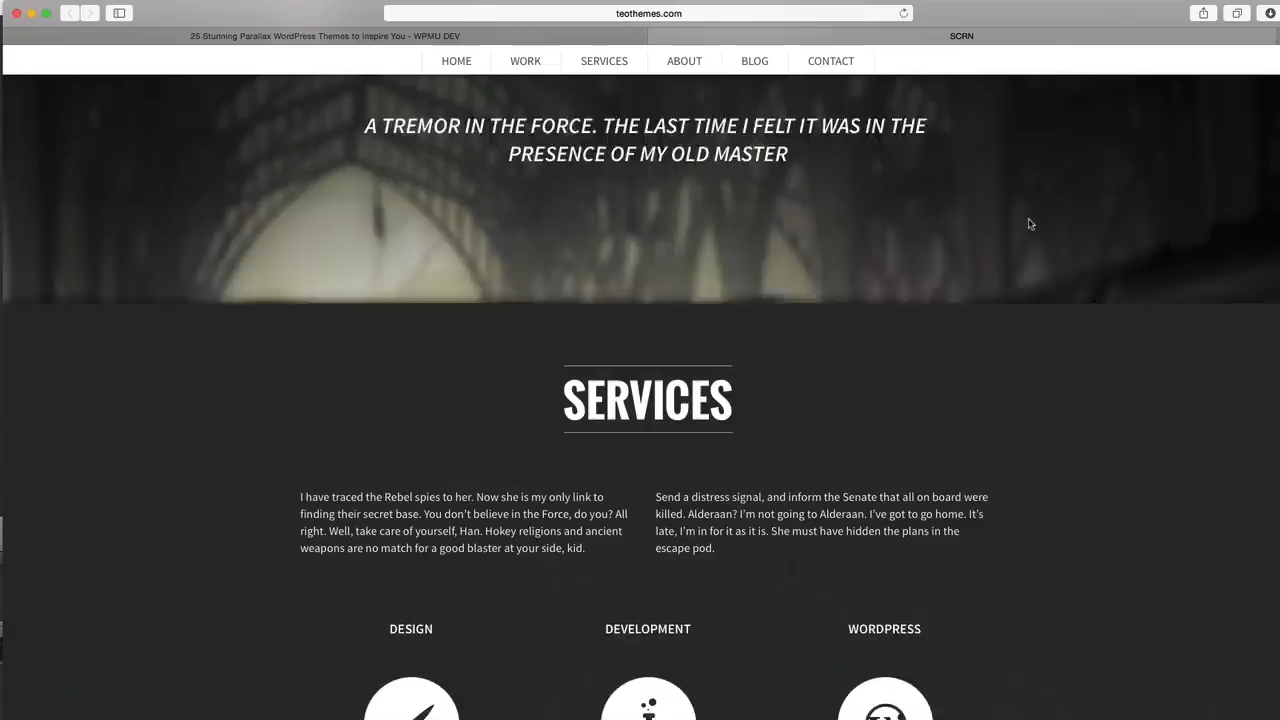 teothemes.com
25 Stunning Parallax WordPress Themes to Inspire You - WPMU DEV
SCRN
HOME
WORK
SERVICES
ABOUT
BLOG
CONTACT
A TREMOR IN THE FORCE. THE LAST TIME I FELT IT WAS IN THE
PRESENCE OF MY OLD MASTER
SERVICES
I have traced the Rebel spies to her. Now she is my only link to
finding their secret base. You don't believe in the Force, do you? All
right. Well, take care of yourself, Han. Hokey religions and ancient
weapons are no match for a good blaster at your side, kid.
Send a distress signal, and inform the Senate that all on board were
killed. Alderaan? I'm not going to Alderaan. I've got to go home. It's
late, I'm in for it as it is. She must have hidden the plans in the
escape pod.
DESIGN
DEVELOPMENT
WORDPRESS